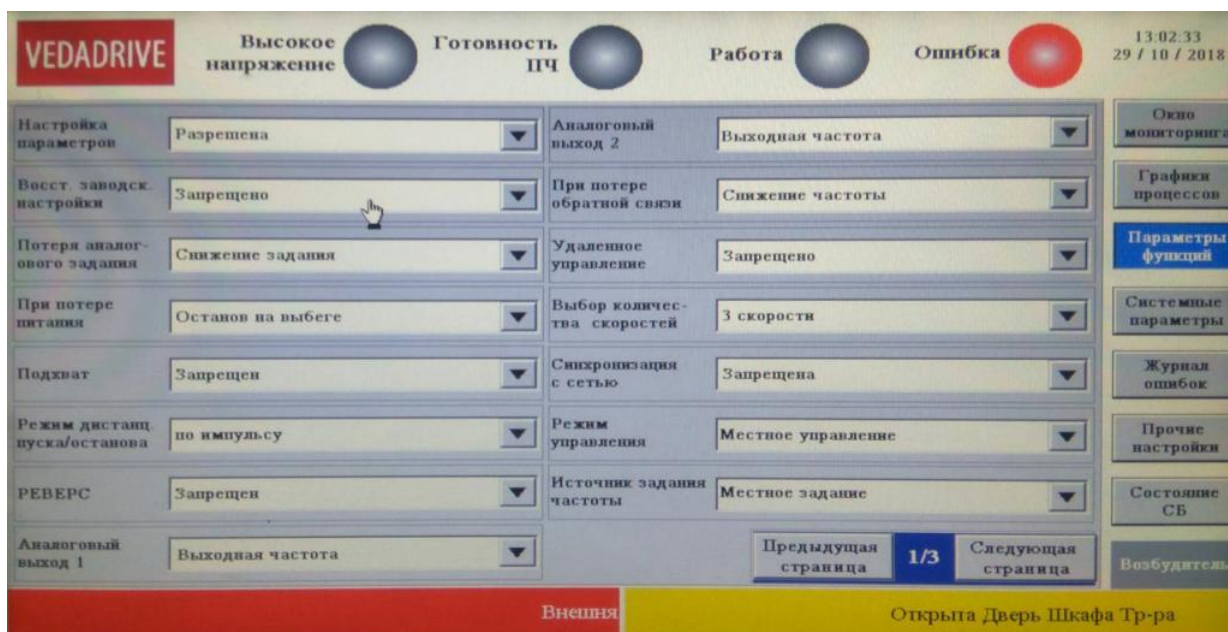 VEDADRIVE
Высокое
напряжение
Готовность
ПЧ
Работа
Ошибка
13:02:33
29 / 10 / 2018
Настройка
параметров
Разрешена
Аналоговый
выход 2
Выходная частота
Окно
мониторинга
Восст. заводск.
настройки
Запрещено
При потере
обратной связи
Снижение частоты
Графики
процессов
Потеря аналог-
ового задания
Снижение задания
Удаленное
управление
Запрещено
Параметры
функций
При потере
питания
Останов на выбеге
Выбор количес-
тва скоростей
3 скорости
Системные
параметры
Подхват
Запрещен
Синхронизация
с сетью
Запрещена
Журнал
ошибок
Режим дистанц.
пуска/останова
по импульсу
Режим
управления
Местное управление
Прочие
настройки
РЕВЕРС
Запрещен
Источник задания
частоты
Местное задание
Состояние
СБ
Аналоговый
выход 1
Выходная частота
Предыдущая
страница
1/3
Следующая
страница
Возбудитель
Внешня
Открыта Дверь Шкафа Тр-ра